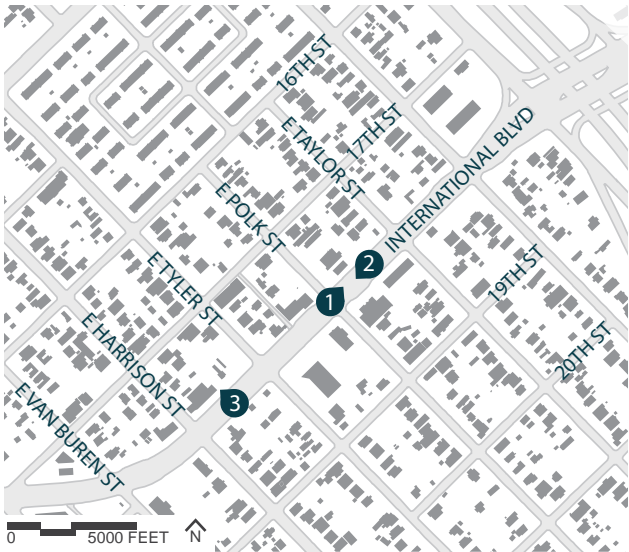 16TH ST
17TH ST
E TAYLOR ST
INTERNATIONAL BLVD
E POLK ST
2
1
19TH ST
E TYLER ST
20TH ST
E HARRISON ST
3
E VAN BUREN ST
0 5000 FEET N